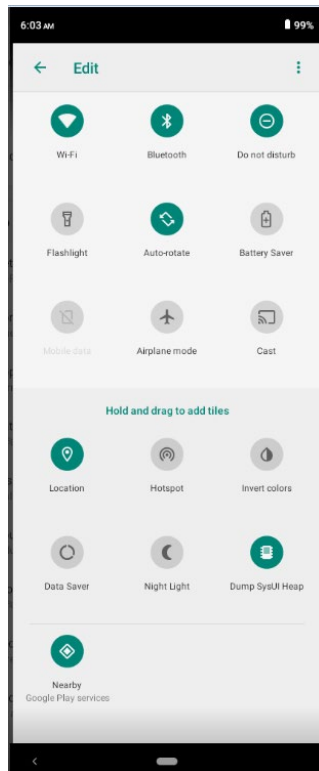 6:03 AM 99%
Edit
Wi-Fi Bluetooth Do not disturb
Flashlight Auto-rotate Battery Saver
Mobile data Airplane mode Cast
Hold and drag to add tiles
Location Hotspot Invert colors
Data Saver Night Light Dump SysUI Heap
Nearby
Google Play services